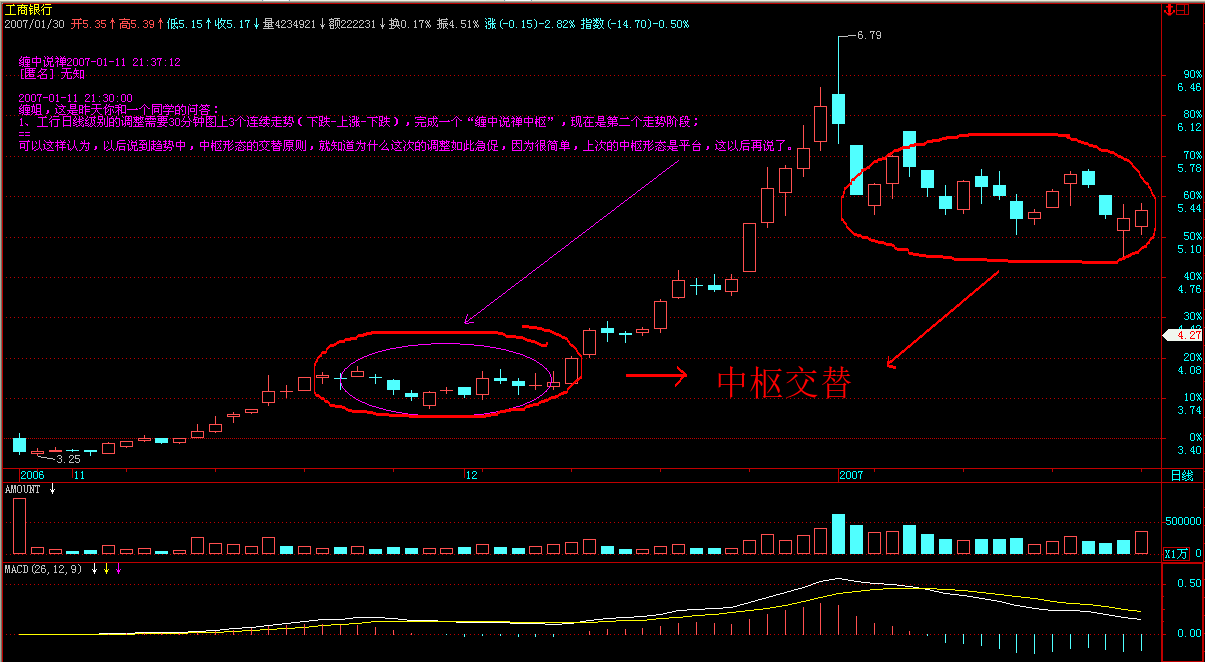 工商银行
2007/01/30 开5.35↑高5.39↑低5.15↑收5.17↓量4234921↓额222231↓换0.17% 振4.51% 涨(-0.15)-2.82% 指数(-14.70)-0.50%
6.79
缠中说禅2007-01-11 21:37:12
[匿名] 无知
2007-01-11 21:30:00
缠姐，这是昨天你和一个同学的问答：
1、工行日线级别的调整需要30分钟图上3个连续走势（下跌-上涨-下跌），完成一个“缠中说禅中枢”，现在是第二个走势阶段；
==
可以这样认为，以后说到趋势中，中枢形态的交替原则，就知道为什么这次的调整如此急促，因为很简单，上次的中枢形态是平台，这以后再说了。
90%
6.46
80%
6.12
70%
5.78
60%
5.44
50%
5.10
40%
4.76
30%
4.27
20%
4.08
10%
3.74
0%
3.40
中枢交替
3.25
2006 11 12 2007 日线
AMOUNT ↓
500000
X1万 0
MACD(26,12,9) ↓↓↓
0.50
0.00